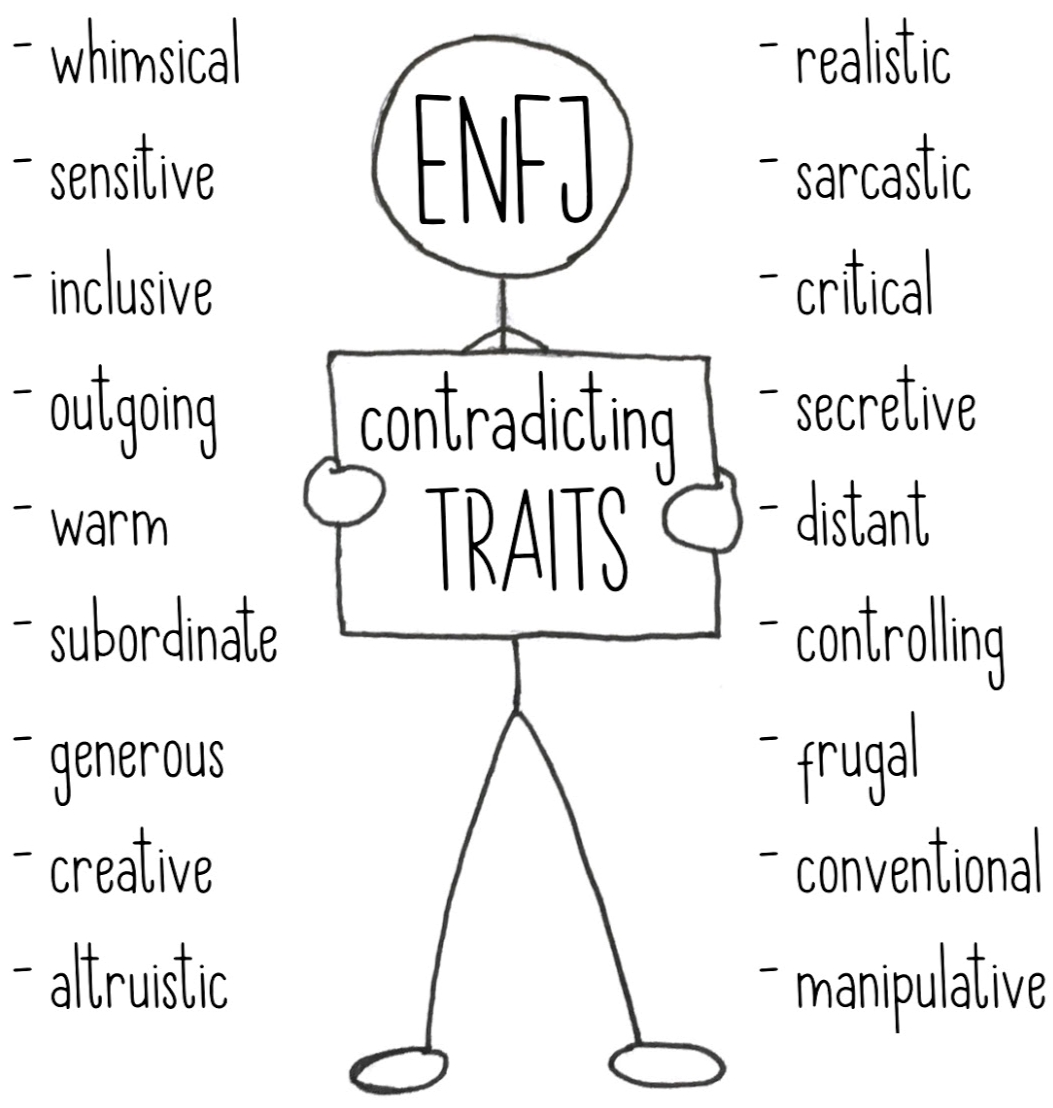 ENFJ
contradicting
TRAITS
- whimsical
- sensitive
- inclusive
- outgoing
- warm
- subordinate
- generous
- creative
- altruistic
- realistic
- sarcastic
- critical
- secretive
- distant
- controlling
- frugal
- conventional
- manipulative